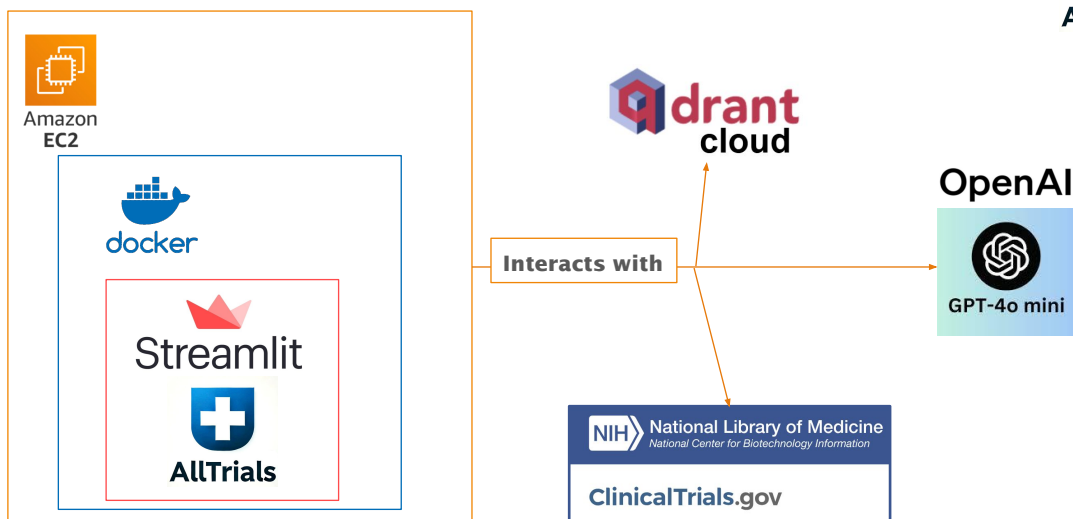 A
Amazon
EC2
docker
Streamlit
AllTrials
Interacts with
qdrant
cloud
OpenAI
GPT-4o mini
NIH
National Library of Medicine
National Center for Biotechnology Information
ClinicalTrials.gov